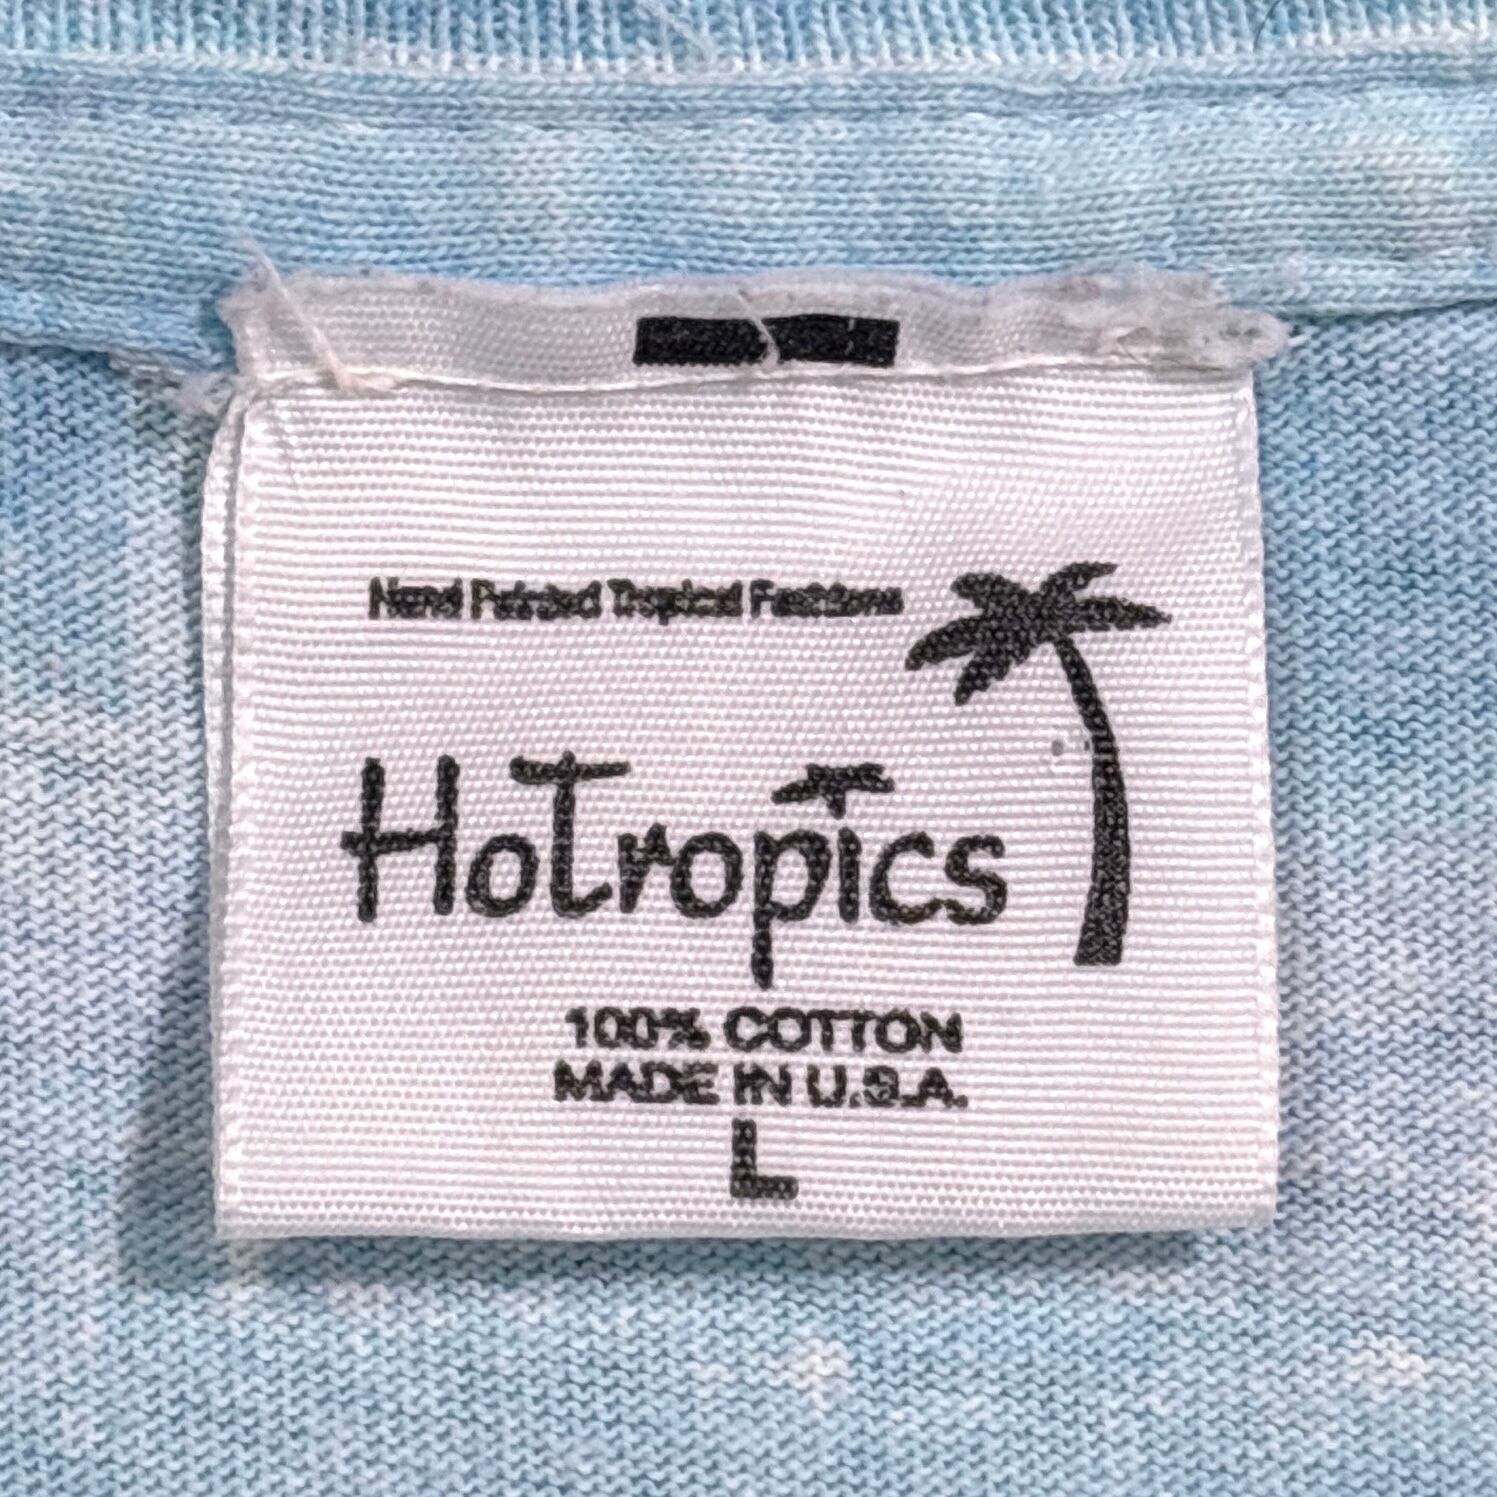 Hand Painted Tropical Fashions
HoTropics
100% COTTON
MADE IN U.S.A.
L